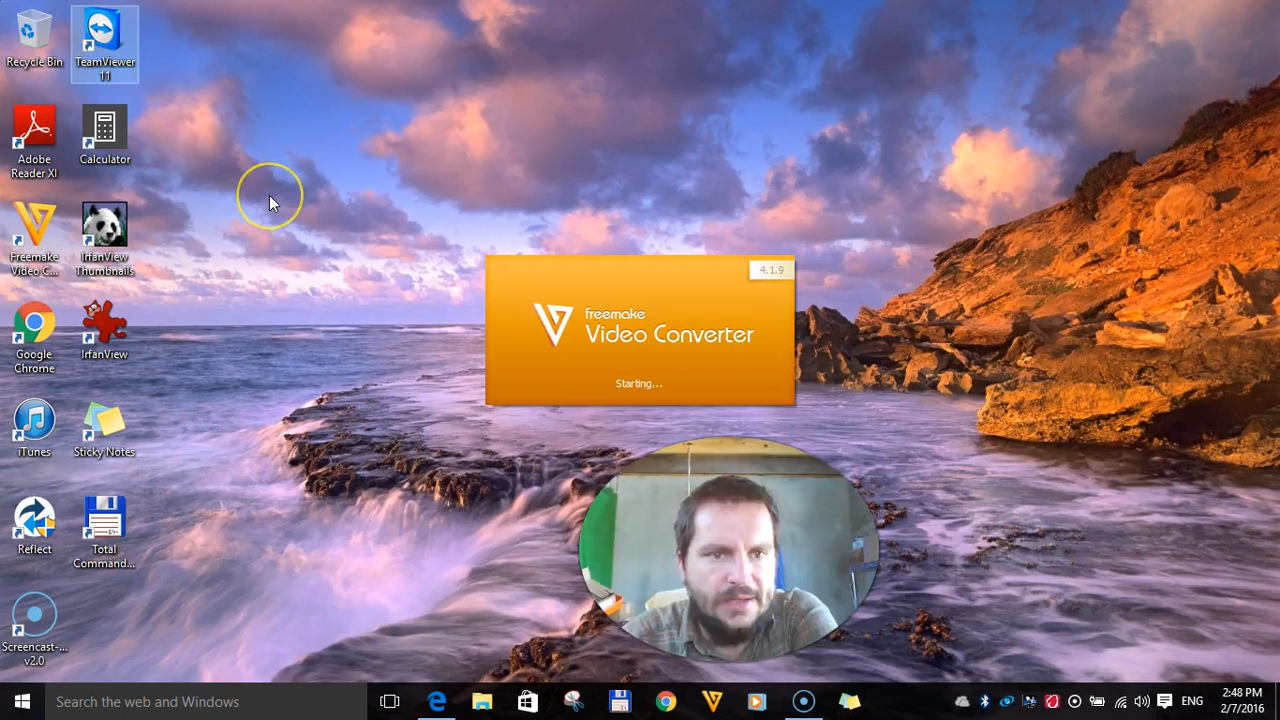 Recycle Bin
TeamViewer
11
Adobe
Reader XI
Calculator
Freemake
Video C...
IrfanView
Thumbnails
Google
Chrome
IrfanView
iTunes
Sticky Notes
Reflect
Total
Command...
Screencast-...
v2.0
4.1.9
freemake
Video Converter
Starting...
Search the web and Windows
ENG
2:48 PM
2/7/2016